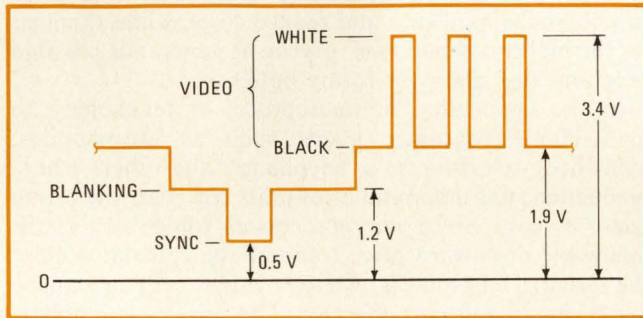 WHITE
VIDEO
3.4 V
BLACK
BLANKING
1.9 V
1.2 V
SYNC
0.5 V
0